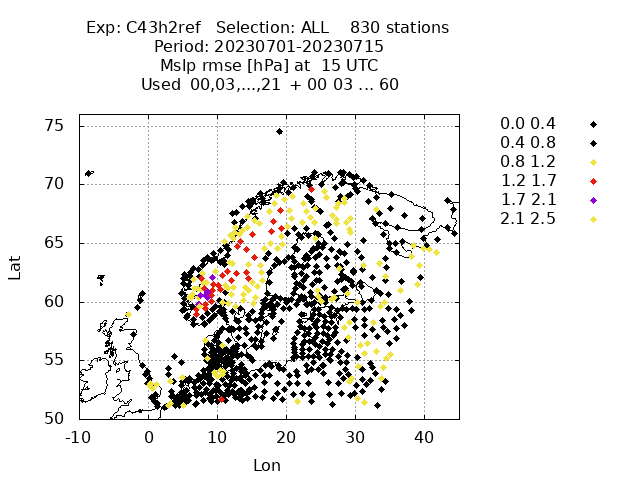 Exp: C43h2ref   Selection: ALL    830 stations
Period: 20230701-20230715
Mslp rmse [hPa] at  15 UTC
Used  00,03,...,21  + 00 03 ... 60
75
70
65
60
55
50
-10 0 10 20 30 40
Lat
Lon
0.0 0.4
0.4 0.8
0.8 1.2
1.2 1.7
1.7 2.1
2.1 2.5